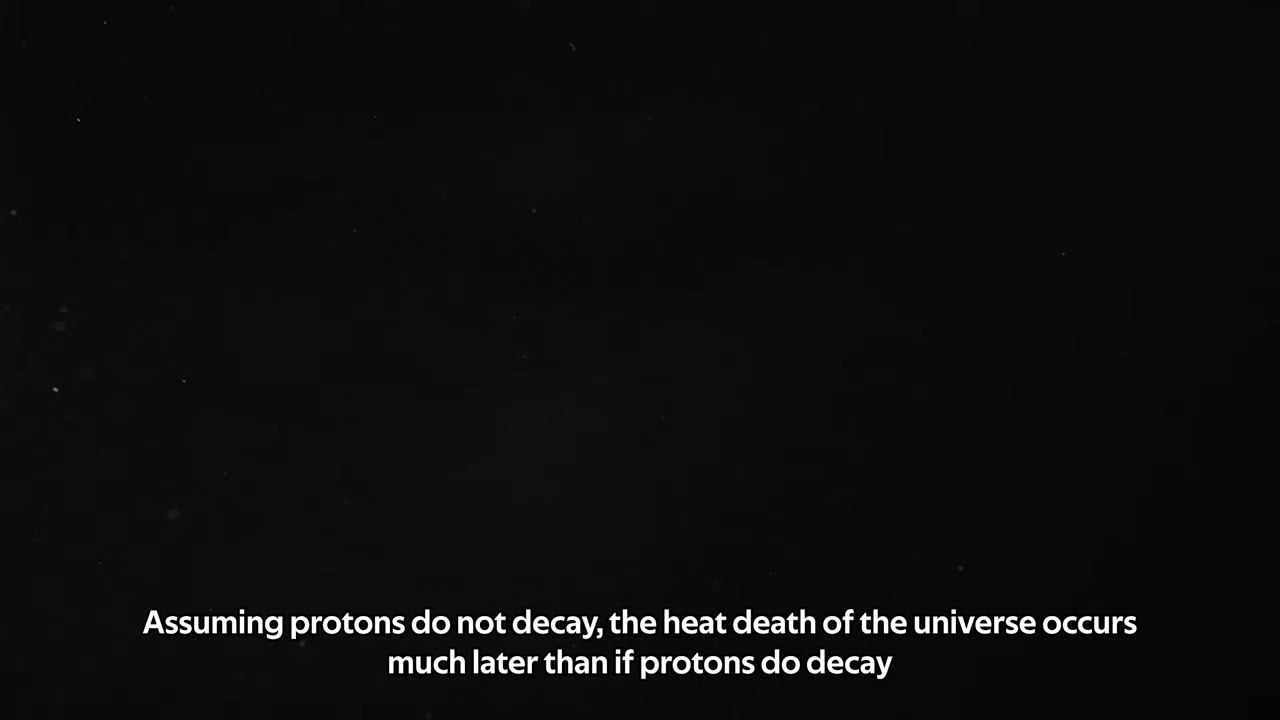 Assuming protons do not decay, the heat death of the universe occurs
much later than if protons do decay